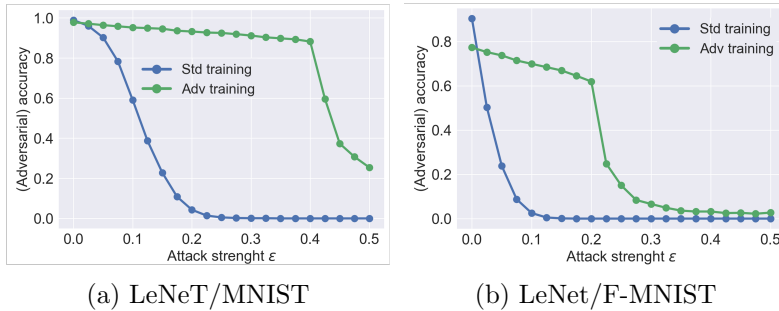 1.0
0.8
0.6
0.4
0.2
0.0
(Adversarial) accuracy
Std training
Adv training
0.0 0.1 0.2 0.3 0.4 0.5
Attack strenght ε
(a) LeNeT/MNIST
0.8
0.6
0.4
0.2
0.0
(Adversarial) accuracy
Std training
Adv training
0.0 0.1 0.2 0.3 0.4 0.5
Attack strenght ε
(b) LeNet/F-MNIST